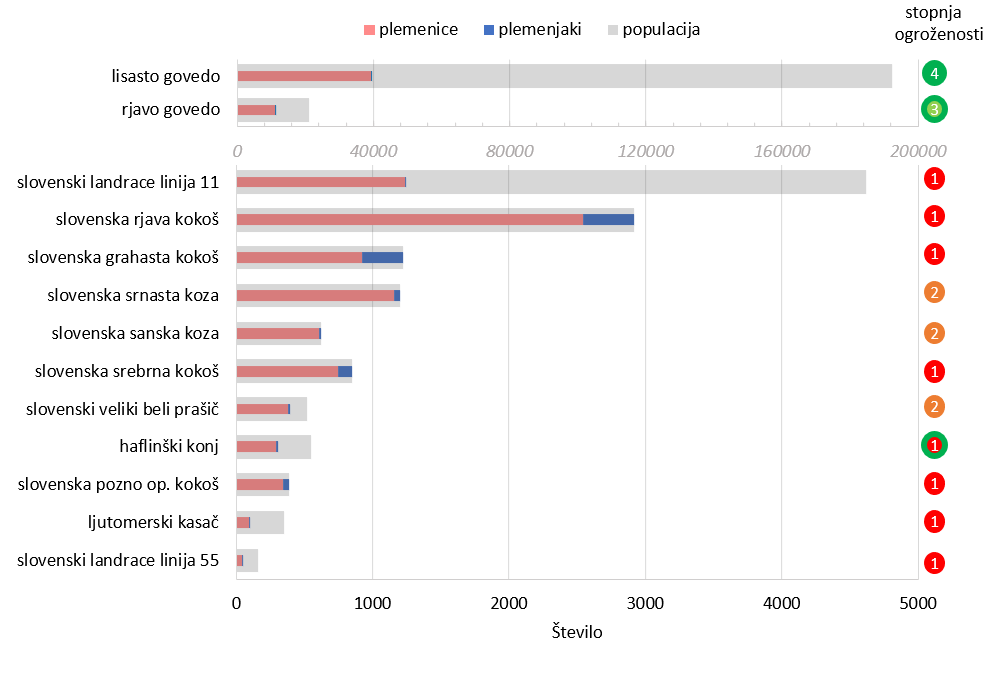 plemenice plemenjaki populacija
stopnja
ogroženosti
lisasto govedo 4
rjavo govedo 3
0 40000 80000 120000 160000 200000
slovenski landrace linija 11 1
slovenska rjava kokoš 1
slovenska grahasta kokoš 1
slovenska srnasta koza 2
slovenska sanska koza 2
slovenska srebrna kokoš 1
slovenski veliki beli prašič 2
haflinški konj 1
slovenska pozno op. kokoš 1
ljutomerski kasač 1
slovenski landrace linija 55 1
0 1000 2000 3000 4000 5000
Število